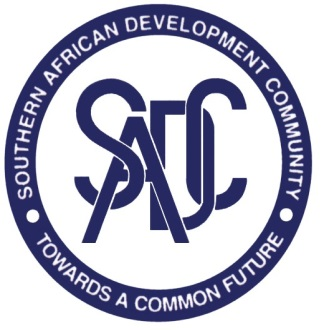 SOUTHERN AFRICAN DEVELOPMENT COMMUNITY
SADC
TOWARDS A COMMON FUTURE